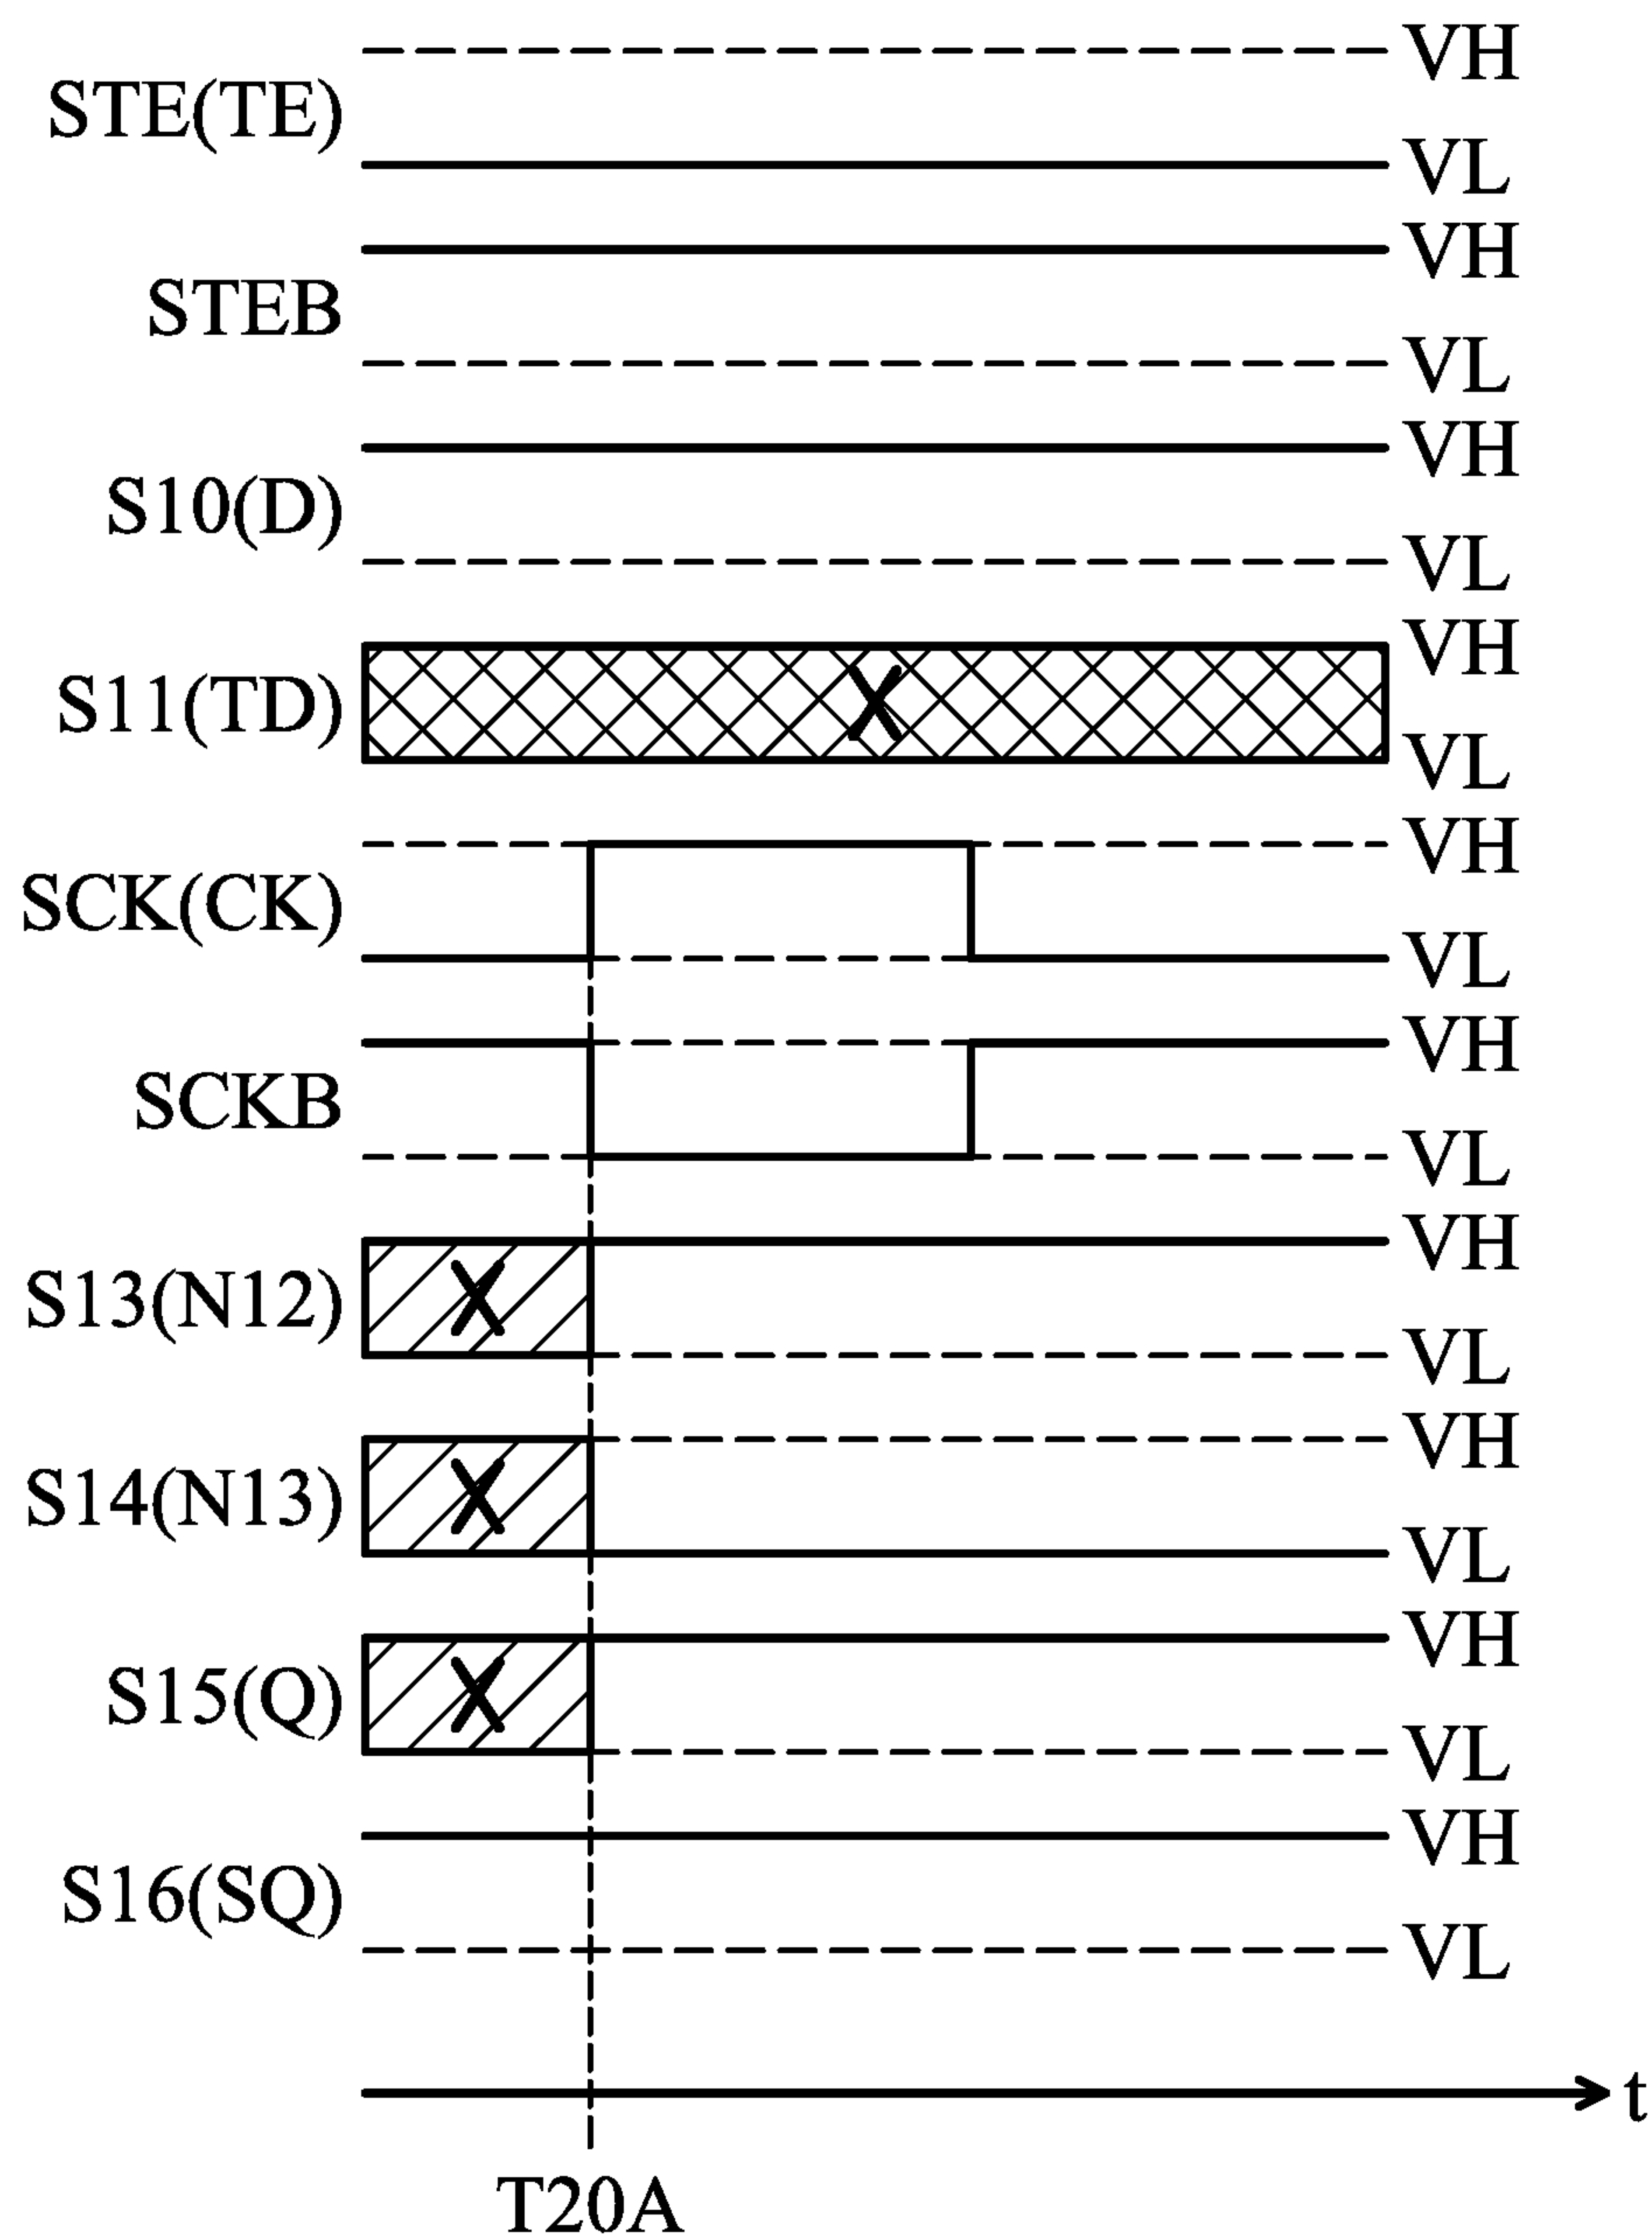 VH
STE(TE)
VL
VH
STEB
VL
VH
S10(D)
VL
VH
S11(TD)
X
VL
VH
SCK(CK)
VL
VH
SCKB
VL
VH
S13(N12)
X
VL
VH
S14(N13)
X
VL
VH
S15(Q)
X
VL
VH
S16(SQ)
VL
t
T20A